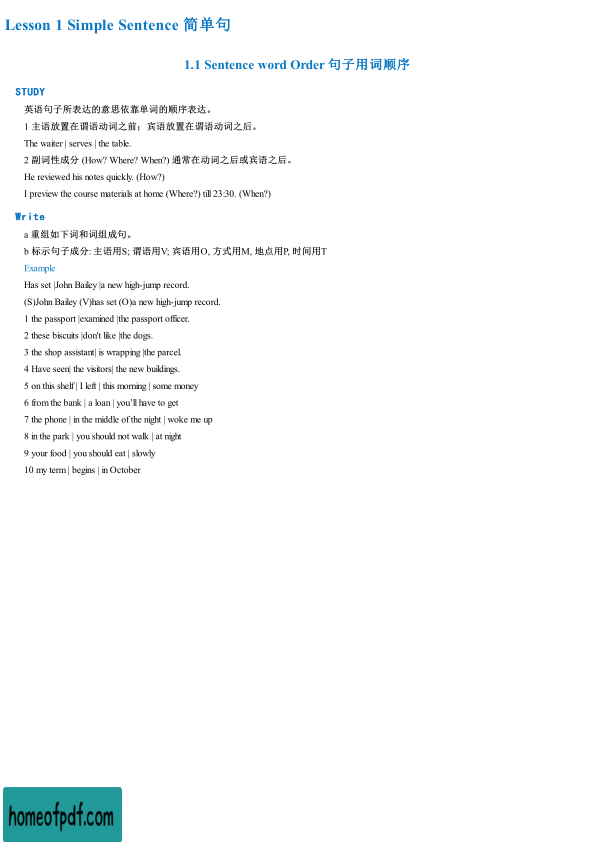 Lesson 1 Simple Sentence 简单句
1.1 Sentence word Order 句子用词顺序
STUDY
英语句子所表达的意思依靠单词的顺序表达。
1 主语放置在谓语动词之前；宾语放置在谓语动词之后。
The waiter | serves | the table.
2 副词性成分 (How? Where? When?) 通常在动词之后或宾语之后。
He reviewed his notes quickly. (How?)
I preview the course materials at home (Where?) till 23:30. (When?)
Write
a 重组如下词和词组成句。
b 标示句子成分: 主语用S; 谓语用V; 宾语用O, 方式用M, 地点用P, 时间用T
Example
Has set |John Bailey |a new high-jump record.
(S)John Bailey (V)has set (O)a new high-jump record.
1 the passport |examined |the passport officer.
2 these biscuits |don't like |the dogs.
3 the shop assistant| is wrapping |the parcel.
4 Have seen| the visitors| the new buildings.
5 on this shelf | I left | this morning | some money
6 from the bank | a loan | you'll have to get
7 the phone | in the middle of the night | woke me up
8 in the park | you should not walk | at night
9 your food | you should eat | slowly
10 my term | begins | in October
homeofpdf.com